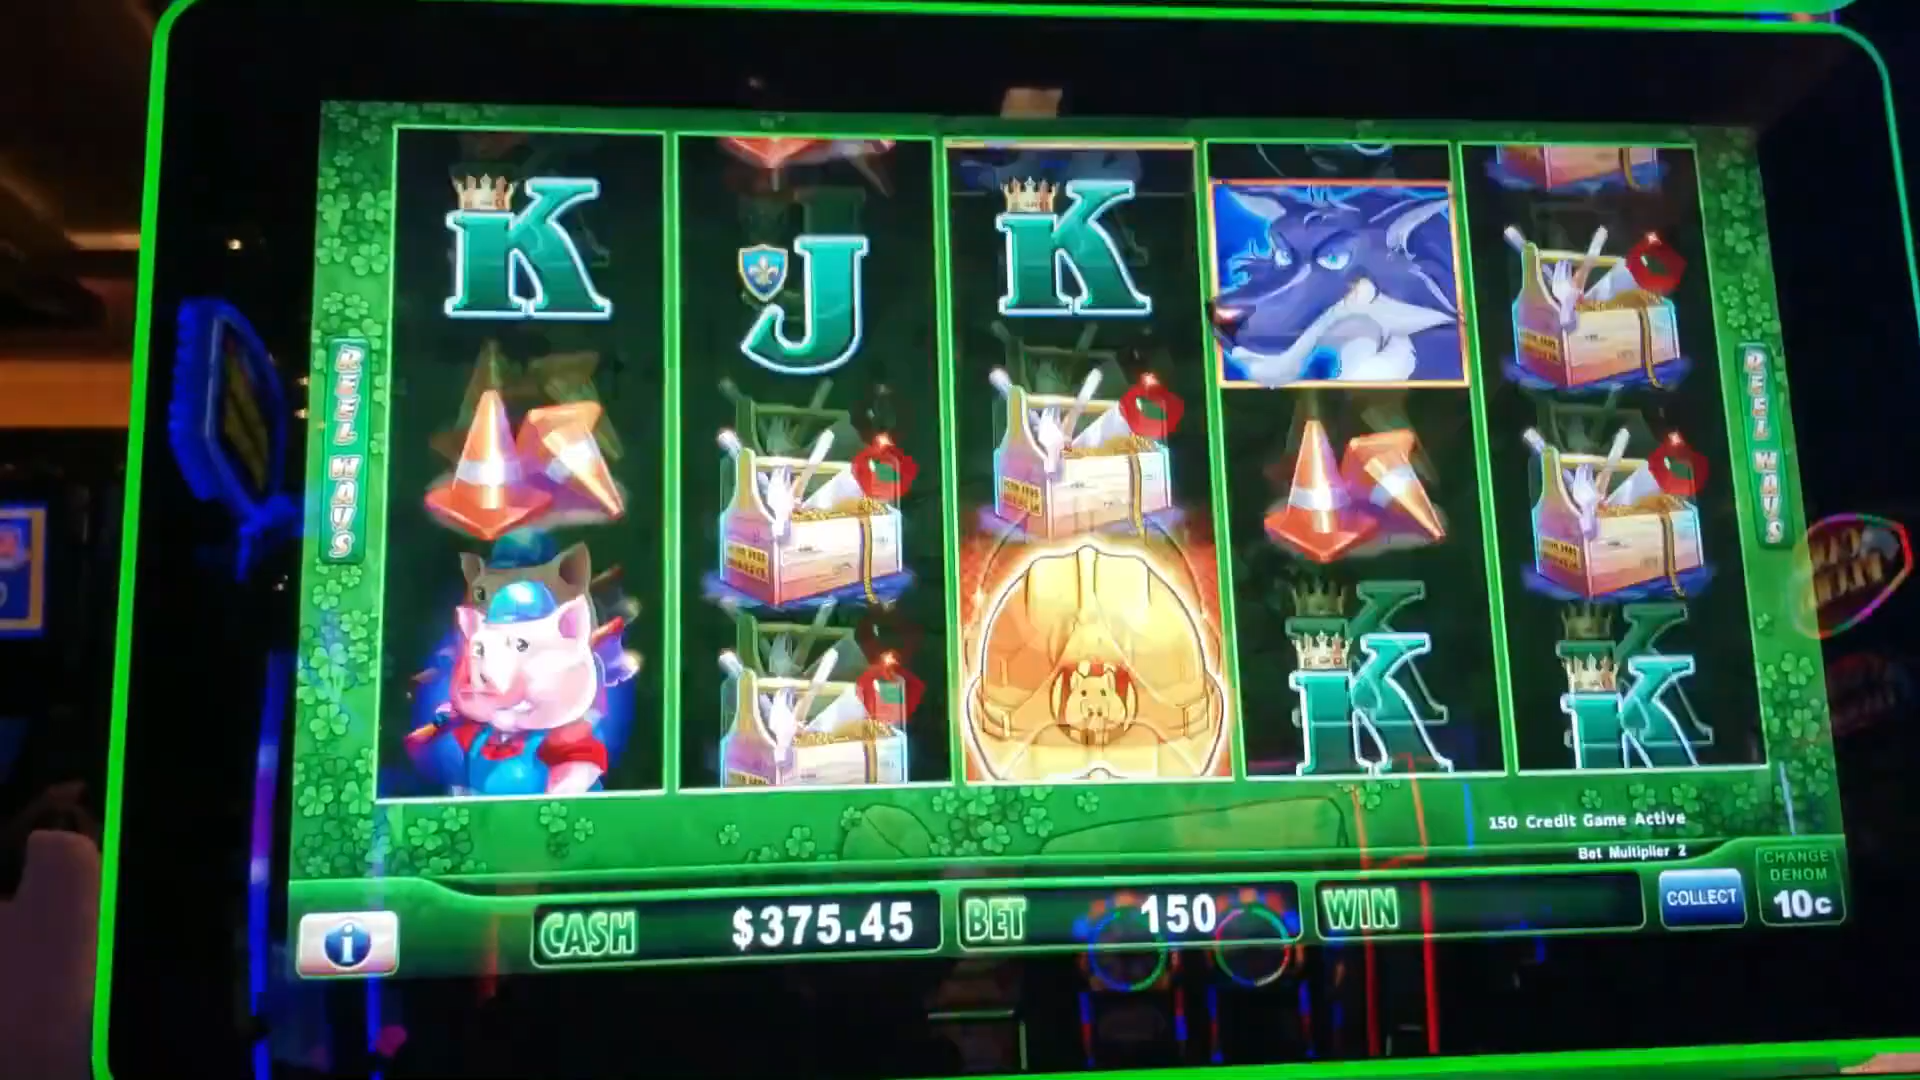 K
K
J
REEL WAYS
REEL WAYS
K
K
150 Credit Game Active
Bet Multiplier 2
CASH $375.45
BET 150
WIN
COLLECT
CHANGE
DENOM
10c
i